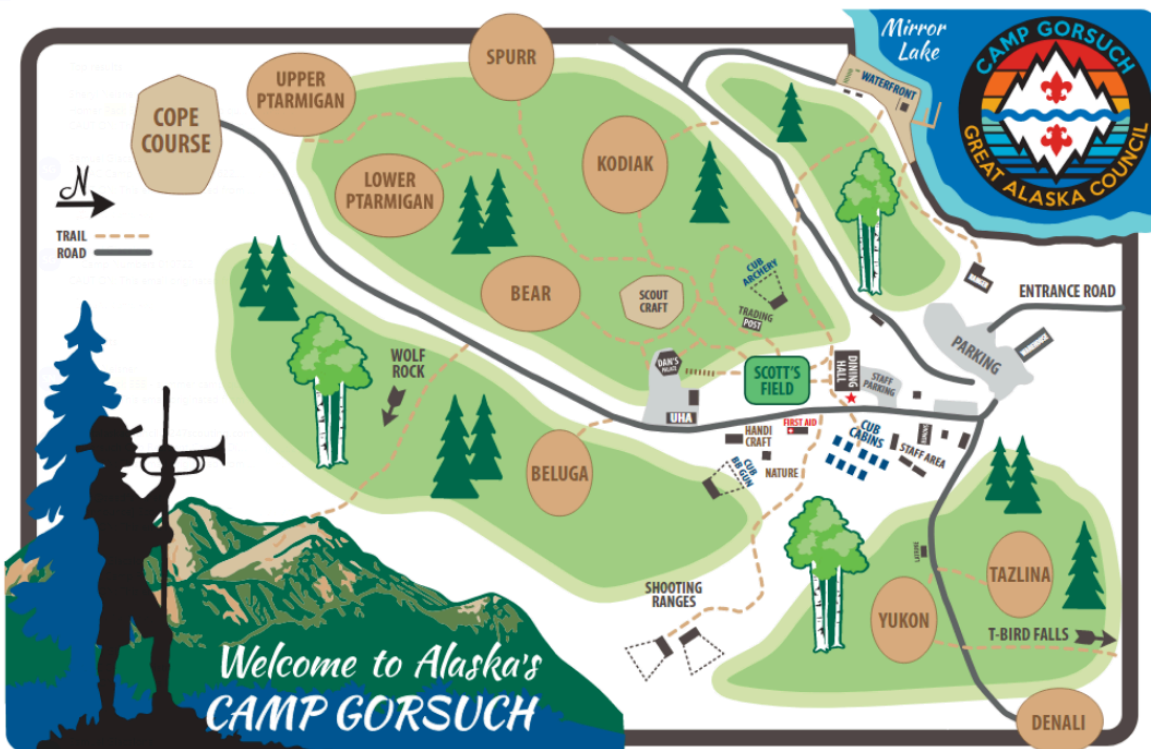 Mirror
Lake
CAMP GORSUCH
GREAT ALASKA COUNCIL
WATERFRONT
SPURR
UPPER
PTARMIGAN
COPE
COURSE
KODIAK
LOWER
PTARMIGAN
N
TRAIL
ROAD
CUB
ARCHERY
RANGER
BEAR
SCOUT
CRAFT
ENTRANCE ROAD
TRADING
POST
PARKING
WAREHOUSE
WOLF
ROCK
DAN'S
PALACE
SCOTT'S
FIELD
DINING
HALL
STAFF
PARKING
UHA
HANDI
CRAFT
FIRST AID
CUB
CABINS
STAFF AREA
BELUGA
CUB
BB GUN
NATURE
SHOOTING
RANGES
TAZLINA
YUKON
T-BIRD FALLS
DENALI
Welcome to Alaska's
CAMP GORSUCH